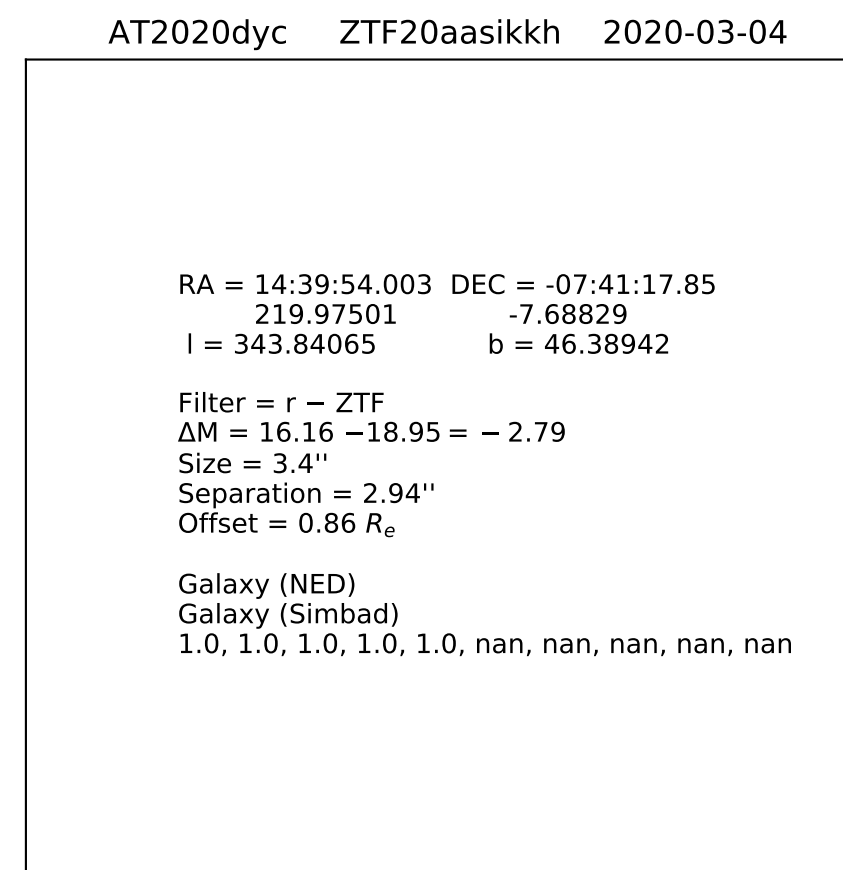 AT2020dyc ZTF20aasikkh 2020-03-04
RA = 14:39:54.003 DEC = -07:41:17.85
219.97501 -7.68829
l = 343.84065 b = 46.38942
Filter = r − ZTF
ΔM = 16.16 −18.95 = − 2.79
Size = 3.4''
Separation = 2.94''
Offset = 0.86 Re
Galaxy (NED)
Galaxy (Simbad)
1.0, 1.0, 1.0, 1.0, 1.0, nan, nan, nan, nan, nan